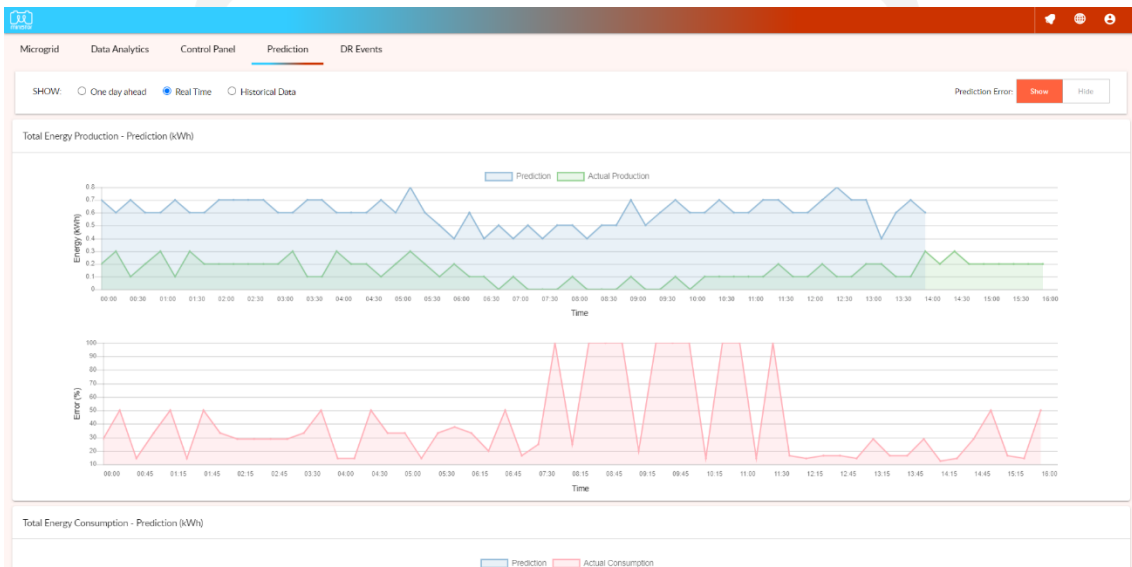 Microgrid Data Analytics Control Panel Prediction DR Events
SHOW: One day ahead Real Time Historical Data Prediction Error: Show Hide
Total Energy Production - Prediction (kWh)
Prediction Actual Production
0.8
0.7
0.6
0.5
0.4
0.3
0.2
0.1
0
Energy (kWh)
00:00 00:30 01:00 01:30 02:00 02:30 03:00 03:30 04:00 04:30 05:00 05:30 06:00 06:30 07:00 07:30 08:00 08:30 09:00 09:30 10:00 10:30 11:00 11:30 12:00 12:30 13:00 13:30 14:00 14:30 15:00 15:30 16:00
Time
100
90
80
70
60
50
40
30
20
10
Error (%)
00:00 00:45 01:15 01:45 02:15 02:45 03:30 04:00 04:30 05:00 05:30 06:15 06:45 07:30 08:15 08:45 09:15 09:45 10:15 11:00 11:30 12:15 12:45 13:15 13:45 14:15 14:45 15:15 16:00
Time
Total Energy Consumption - Prediction (kWh)
Prediction Actual Consumption